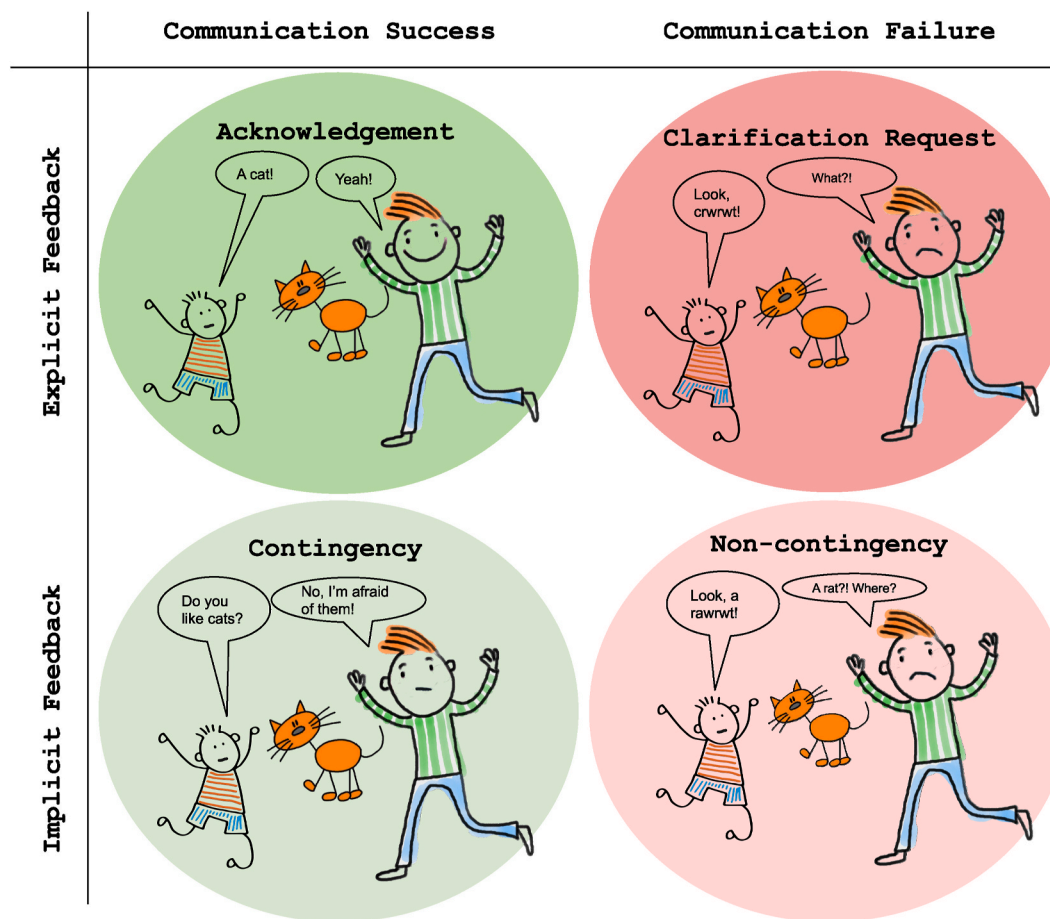 Communication Success
Communication Failure
Explicit Feedback
Acknowledgement
A cat!
Yeah!
Clarification Request
Look,
crwrwt!
What?!
Implicit Feedback
Contingency
Do you
like cats?
No, I'm afraid
of them!
Non-contingency
Look, a
rawrwt!
A rat?! Where?